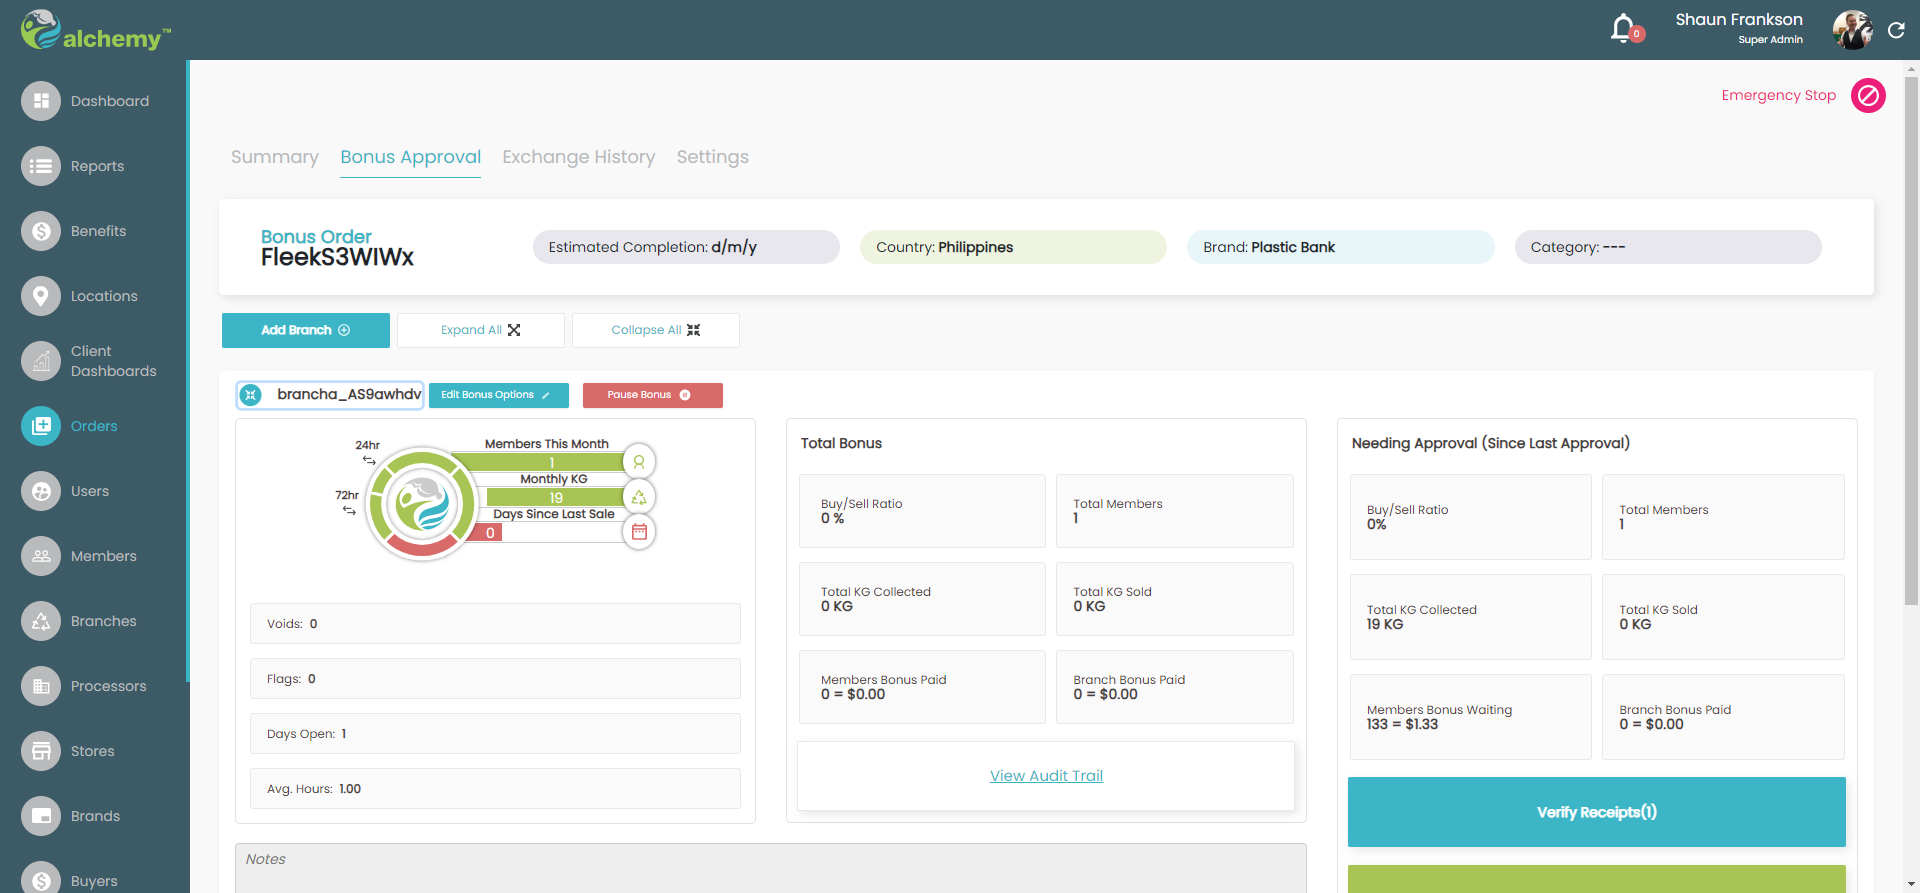 alchemy™
0
Shaun Frankson
Super Admin
Dashboard
Reports
Benefits
Locations
Client
Dashboards
Orders
Users
Members
Branches
Processors
Stores
Brands
Buyers
Emergency Stop
Summary
Bonus Approval
Exchange History
Settings
Bonus Order
FleekS3WIWx
Estimated Completion: d/m/y
Country: Philippines
Brand: Plastic Bank
Category: ---
Add Branch
Expand All
Collapse All
brancha_AS9awhdv
Edit Bonus Options
Pause Bonus
24hr
72hr
Members This Month
1
Monthly KG
19
Days Since Last Sale
0
Voids: 0
Flags: 0
Days Open: 1
Avg. Hours: 1.00
Total Bonus
Buy/Sell Ratio
0 %
Total Members
1
Total KG Collected
0 KG
Total KG Sold
0 KG
Members Bonus Paid
0 = $0.00
Branch Bonus Paid
0 = $0.00
View Audit Trail
Needing Approval (Since Last Approval)
Buy/Sell Ratio
0%
Total Members
1
Total KG Collected
19 KG
Total KG Sold
0 KG
Members Bonus Waiting
133 = $1.33
Branch Bonus Paid
0 = $0.00
Verify Receipts(1)
Notes